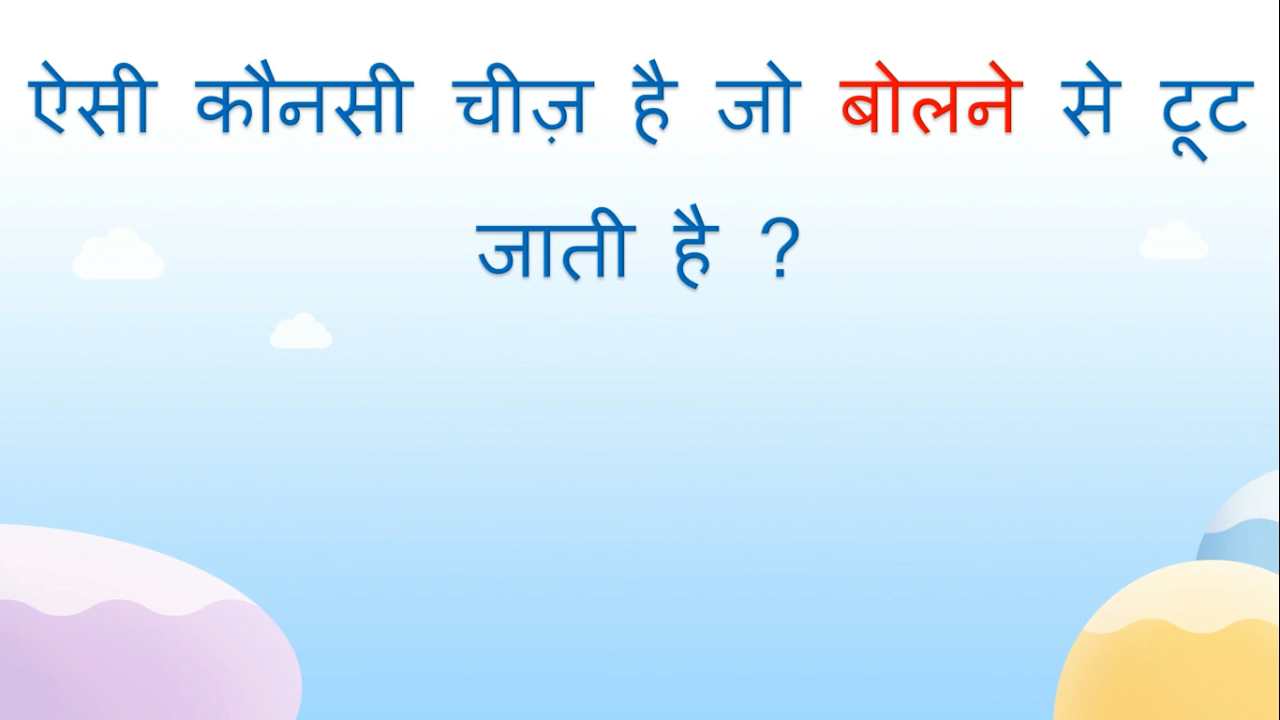 ऐसी कौनसी चीज़ है जो बोलने से टूट
जाती है ?